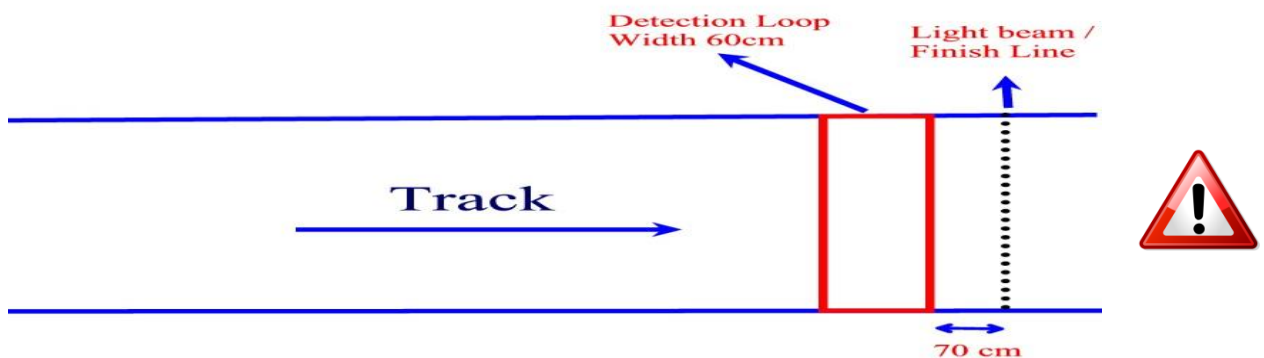 Detection Loop
Width 60cm
Light beam /
Finish Line
Track
70 cm